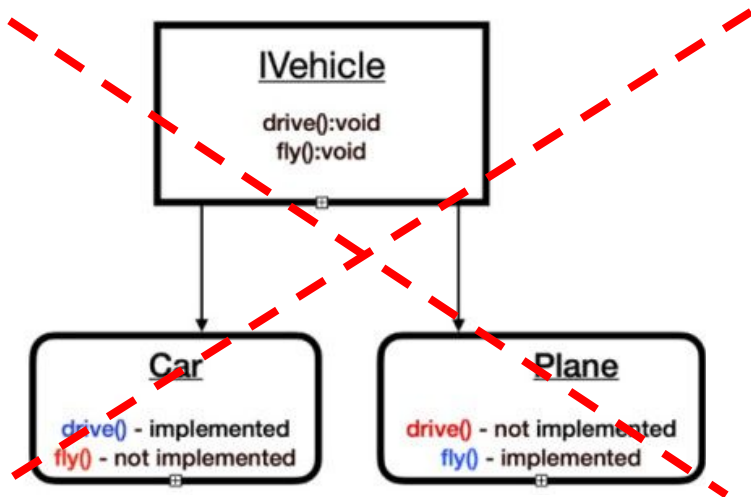 IVehicle
drive():void
fly():void
Car
drive() - implemented
fly() - not implemented
Plane
drive() - not implemented
fly() - implemented